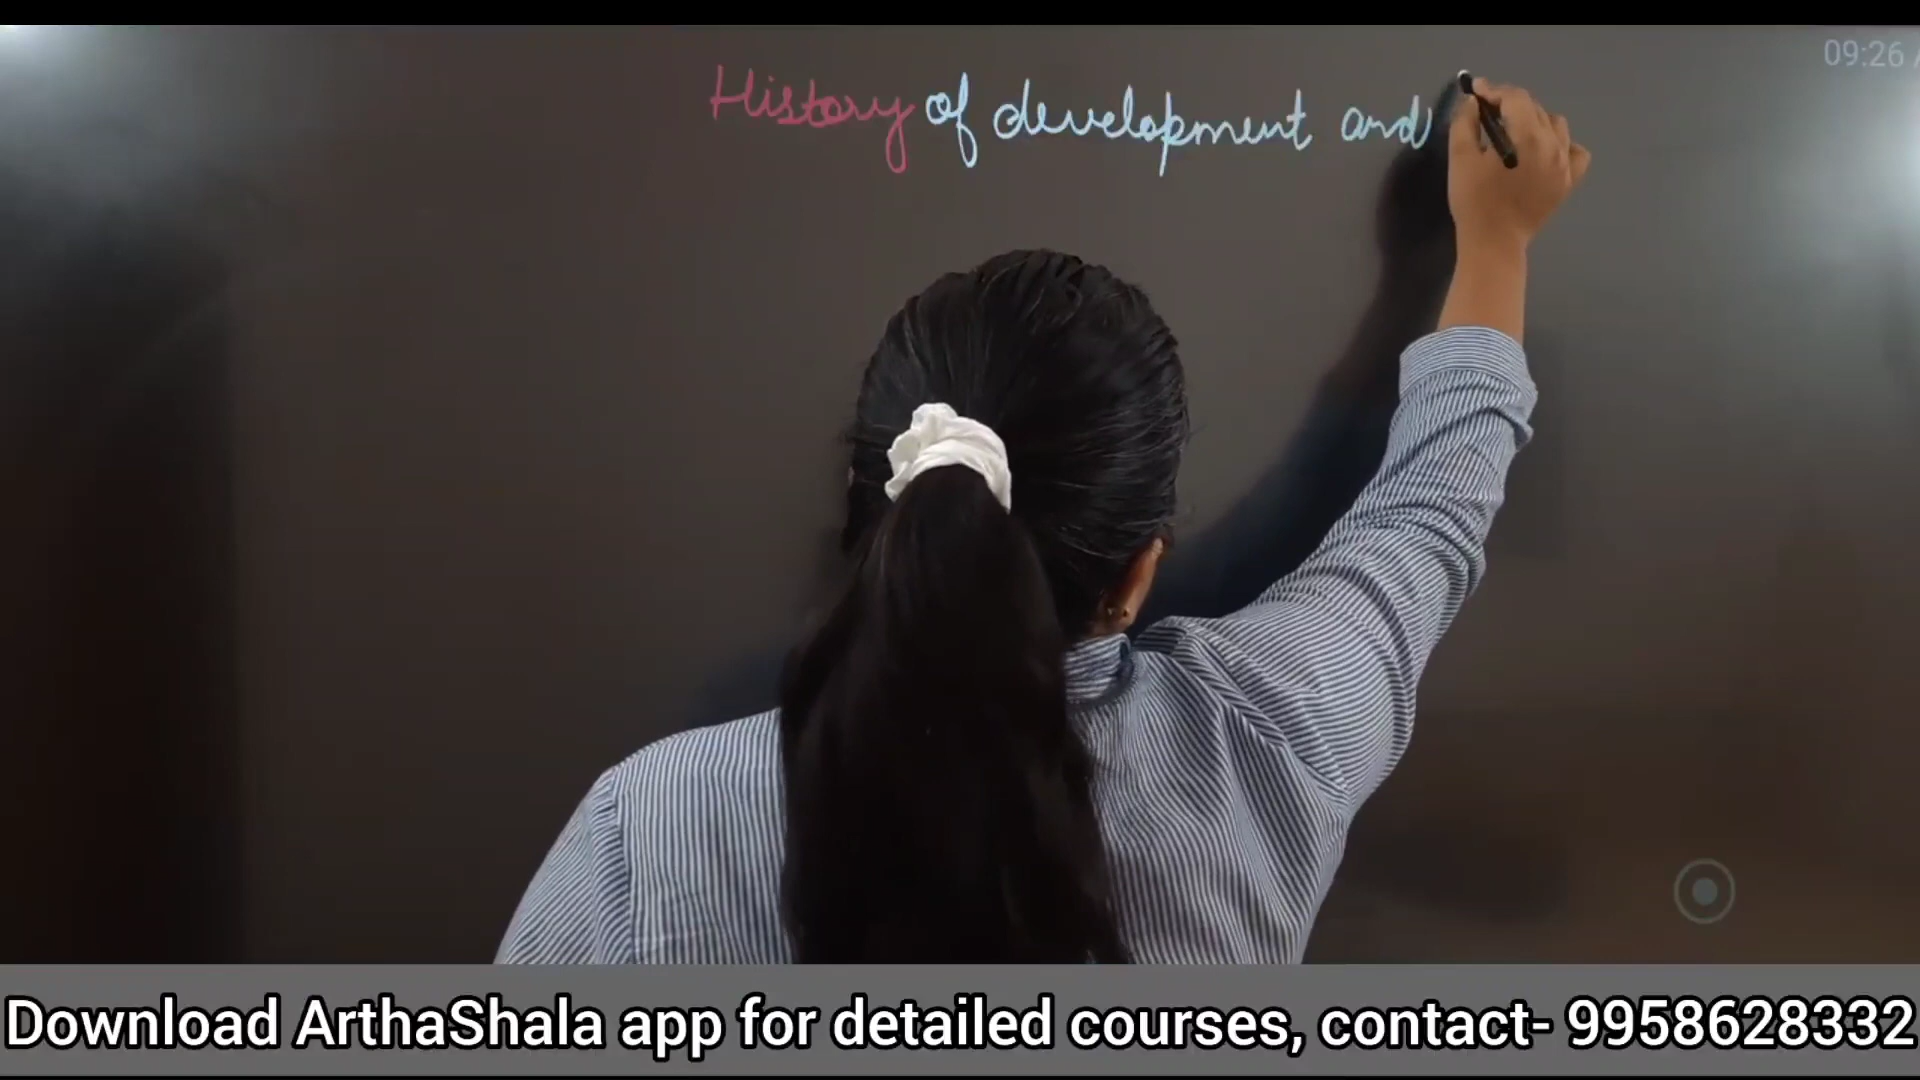 09:26
History of development and
Download ArthaShala app for detailed courses, contact- 9958628332